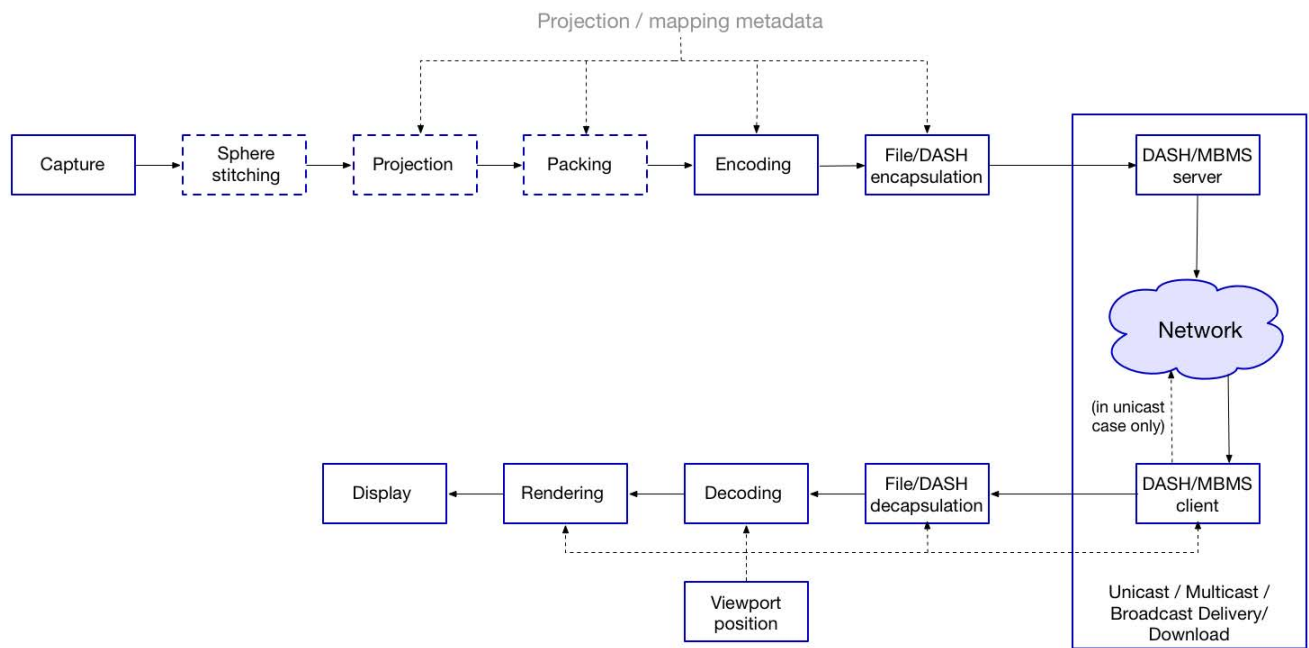 Projection / mapping metadata
Capture
Sphere
stitching
Projection
Packing
Encoding
File/DASH
encapsulation
DASH/MBMS
server
Network
(in unicast
case only)
Display
Rendering
Decoding
File/DASH
decapsulation
DASH/MBMS
client
Viewport
position
Unicast / Multicast /
Broadcast Delivery/
Download